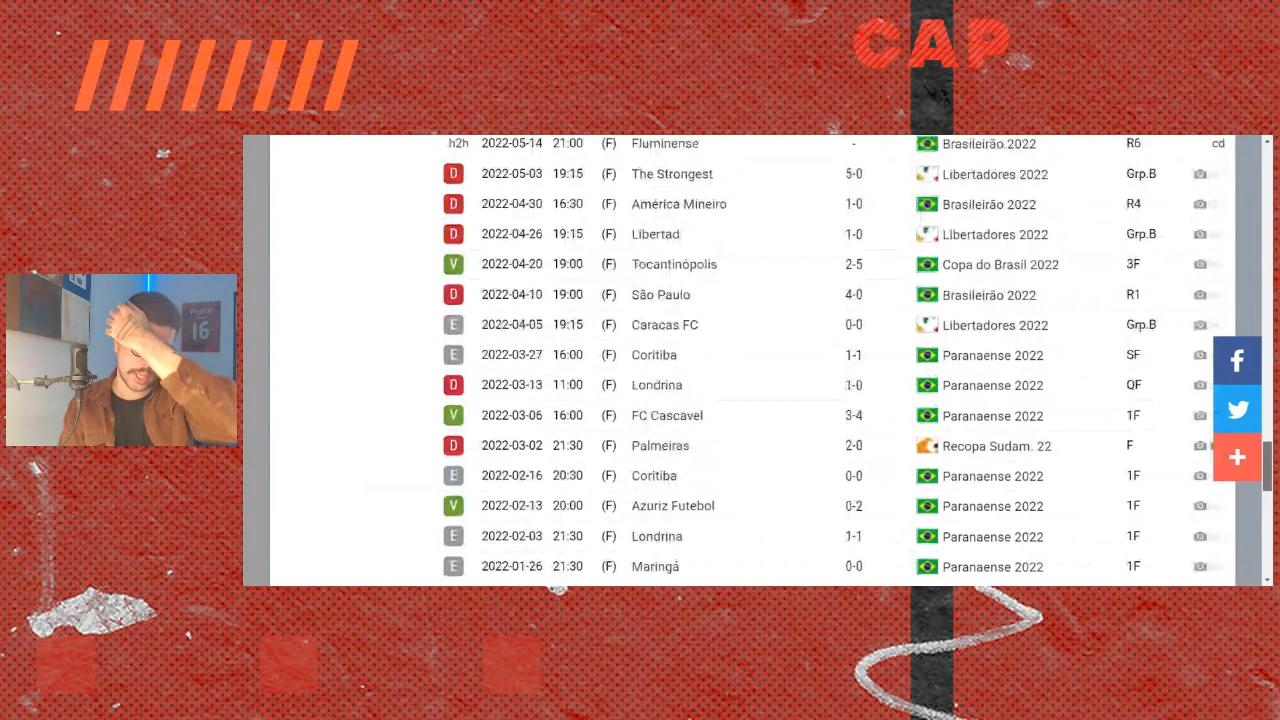 CAP
h2h 2022-05-14 21:00 (F) Fluminense - Brasileirão 2022 R6 cd
D 2022-05-03 19:15 (F) The Strongest 5-0 Libertadores 2022 Grp.B
D 2022-04-30 16:30 (F) América Mineiro 1-0 Brasileirão 2022 R4
D 2022-04-26 19:15 (F) Libertad 1-0 Libertadores 2022 Grp.B
V 2022-04-20 19:00 (F) Tocantinópolis 2-5 Copa do Brasil 2022 3F
D 2022-04-10 19:00 (F) São Paulo 4-0 Brasileirão 2022 R1
E 2022-04-05 19:15 (F) Caracas FC 0-0 Libertadores 2022 Grp.B
E 2022-03-27 16:00 (F) Coritiba 1-1 Paranaense 2022 SF
D 2022-03-13 11:00 (F) Londrina 1-0 Paranaense 2022 QF
V 2022-03-06 16:00 (F) FC Cascavel 3-4 Paranaense 2022 1F
D 2022-03-02 21:30 (F) Palmeiras 2-0 Recopa Sudam. 22 F
E 2022-02-16 20:30 (F) Coritiba 0-0 Paranaense 2022 1F
V 2022-02-13 20:00 (F) Azuriz Futebol 0-2 Paranaense 2022 1F
E 2022-02-03 21:30 (F) Londrina 1-1 Paranaense 2022 1F
E 2022-01-26 21:30 (F) Maringá 0-0 Paranaense 2022 1F
16